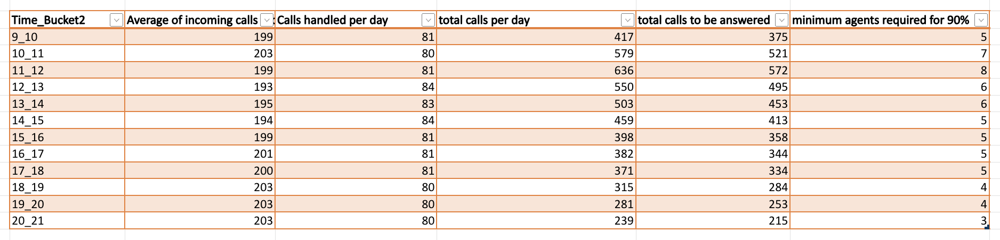 Time_Bucket2 Average of incoming calls Calls handled per day total calls per day total calls to be answered minimum agents required for 90%
9_10 199 81 417 375 5
10_11 203 80 579 521 7
11_12 199 81 636 572 8
12_13 193 84 550 495 6
13_14 195 83 503 453 6
14_15 194 84 459 413 5
15_16 199 81 398 358 5
16_17 201 81 382 344 5
17_18 200 81 371 334 5
18_19 203 80 315 284 4
19_20 203 80 281 253 4
20_21 203 80 239 215 3